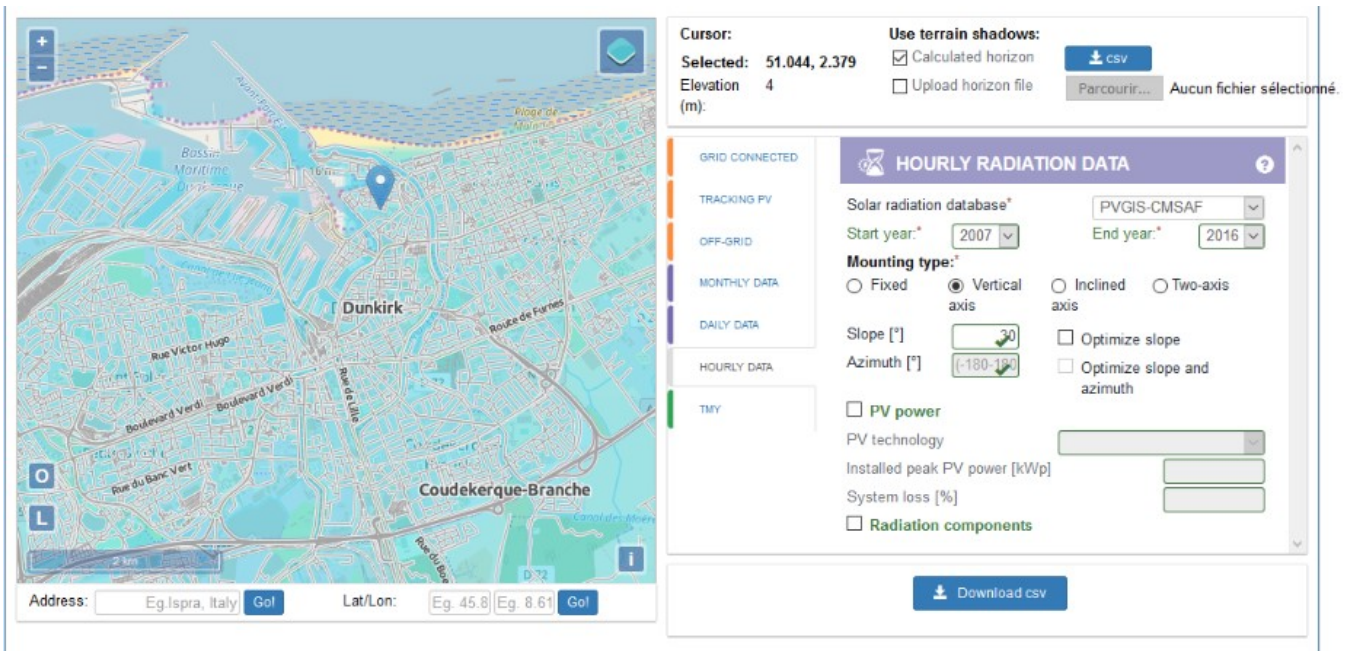 +
−
Plage de
Bassin
Maritime
Dunkirk
Route de Furnes
Rue Victor Hugo
Boulevard Verdi
Boulevard Verdi
Rue de Lille
Rue du Banc Vert
Coudekerque-Branche
O
L
2 km
i
Address:
Eg.Ispra, Italy
Go!
Lat/Lon:
Eg. 45.8
Eg. 8.61
Go!
Cursor:
Use terrain shadows:
Selected: 51.044, 2.379
Calculated horizon
csv
Elevation 4
(m):
Upload horizon file
Parcourir...
Aucun fichier sélectionné.
GRID CONNECTED
TRACKING PV
OFF-GRID
MONTHLY DATA
DAILY DATA
HOURLY DATA
TMY
HOURLY RADIATION DATA
?
Solar radiation database*
PVGIS-CMSAF
Start year:* 2007
End year:* 2016
Mounting type:*
Fixed
Vertical
axis
Inclined
axis
Two-axis
Slope [°] 30
Optimize slope
Azimuth [°] (-180-180
Optimize slope and
azimuth
PV power
PV technology
Installed peak PV power [kWp]
System loss [%]
Radiation components
Download csv